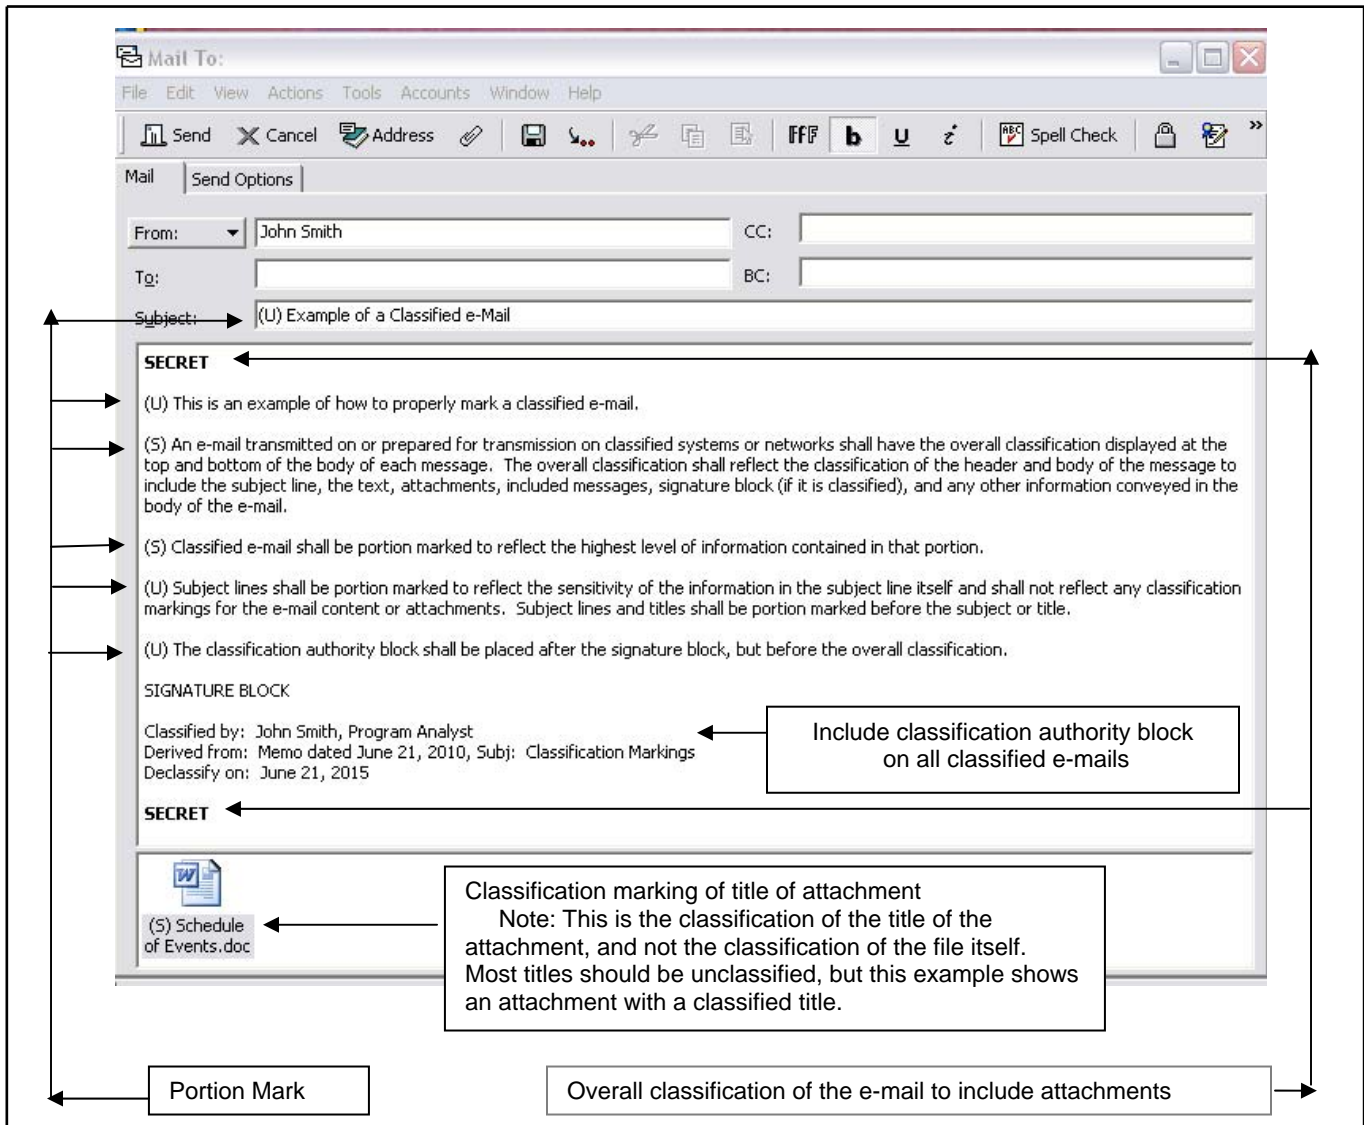 Mail To:
File Edit View Actions Tools Accounts Window Help
Send Cancel Address b U i ABC Spell Check »
Mail Send Options
From: John Smith CC:
To: BC:
Subject: (U) Example of a Classified e-Mail
SECRET
(U) This is an example of how to properly mark a classified e-mail.
(S) An e-mail transmitted on or prepared for transmission on classified systems or networks shall have the overall classification displayed at the
top and bottom of the body of each message. The overall classification shall reflect the classification of the header and body of the message to
include the subject line, the text, attachments, included messages, signature block (if it is classified), and any other information conveyed in the
body of the e-mail.
(S) Classified e-mail shall be portion marked to reflect the highest level of information contained in that portion.
(U) Subject lines shall be portion marked to reflect the sensitivity of the information in the subject line itself and shall not reflect any classification
markings for the e-mail content or attachments. Subject lines and titles shall be portion marked before the subject or title.
(U) The classification authority block shall be placed after the signature block, but before the overall classification.
SIGNATURE BLOCK
Classified by: John Smith, Program Analyst
Derived from: Memo dated June 21, 2010, Subj: Classification Markings
Declassify on: June 21, 2015
Include classification authority block
on all classified e-mails
SECRET
W
(S) Schedule
of Events.doc
Classification marking of title of attachment
Note: This is the classification of the title of the
attachment, and not the classification of the file itself.
Most titles should be unclassified, but this example shows
an attachment with a classified title.
Portion Mark
Overall classification of the e-mail to include attachments